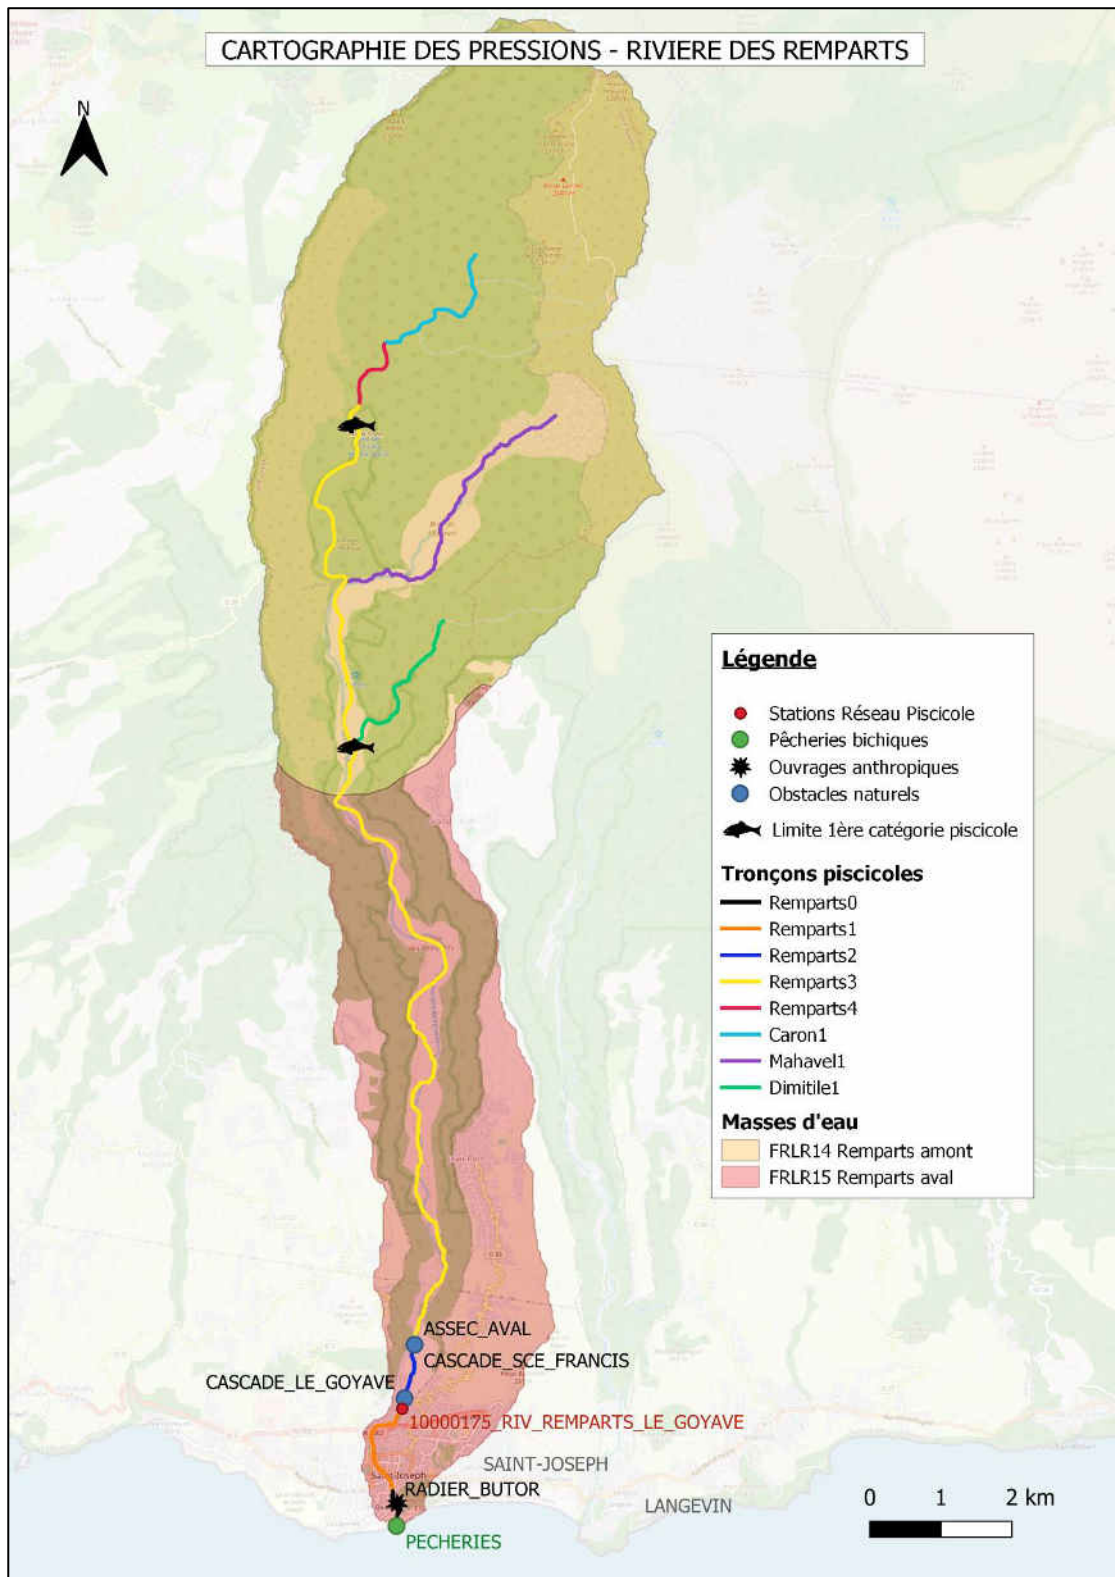 CARTOGRAPHIE DES PRESSIONS - RIVIERE DES REMPARTS
N
Légende
Stations Réseau Piscicole
Pêcheries bichiques
Ouvrages anthropiques
Obstacles naturels
Limite 1ère catégorie piscicole
Tronçons piscicoles
Remparts0
Remparts1
Remparts2
Remparts3
Remparts4
Caron1
Mahavel1
Dimitile1
Masses d'eau
FRLR14 Remparts amont
FRLR15 Remparts aval
ASSEC_AVAL
CASCADE_SCE_FRANCIS
CASCADE_LE_GOYAVE
10000175_RIV_REMPARTS_LE_GOYAVE
SAINT-JOSEPH
Saint-Joseph
RADIER_BUTOR
LANGEVIN
PECHERIES
0 1 2 km